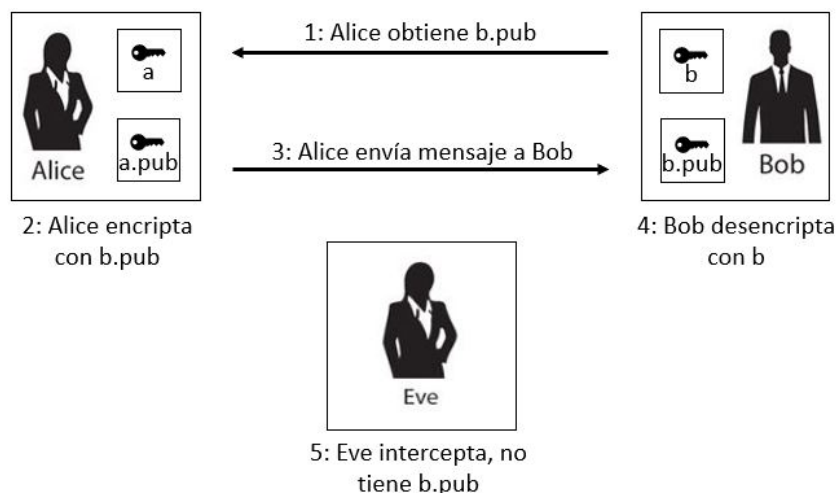 1: Alice obtiene b.pub
a
b
Alice
a.pub
3: Alice envía mensaje a Bob
b.pub
Bob
2: Alice encripta
con b.pub
4: Bob desencripta
con b
Eve
5: Eve intercepta, no
tiene b.pub